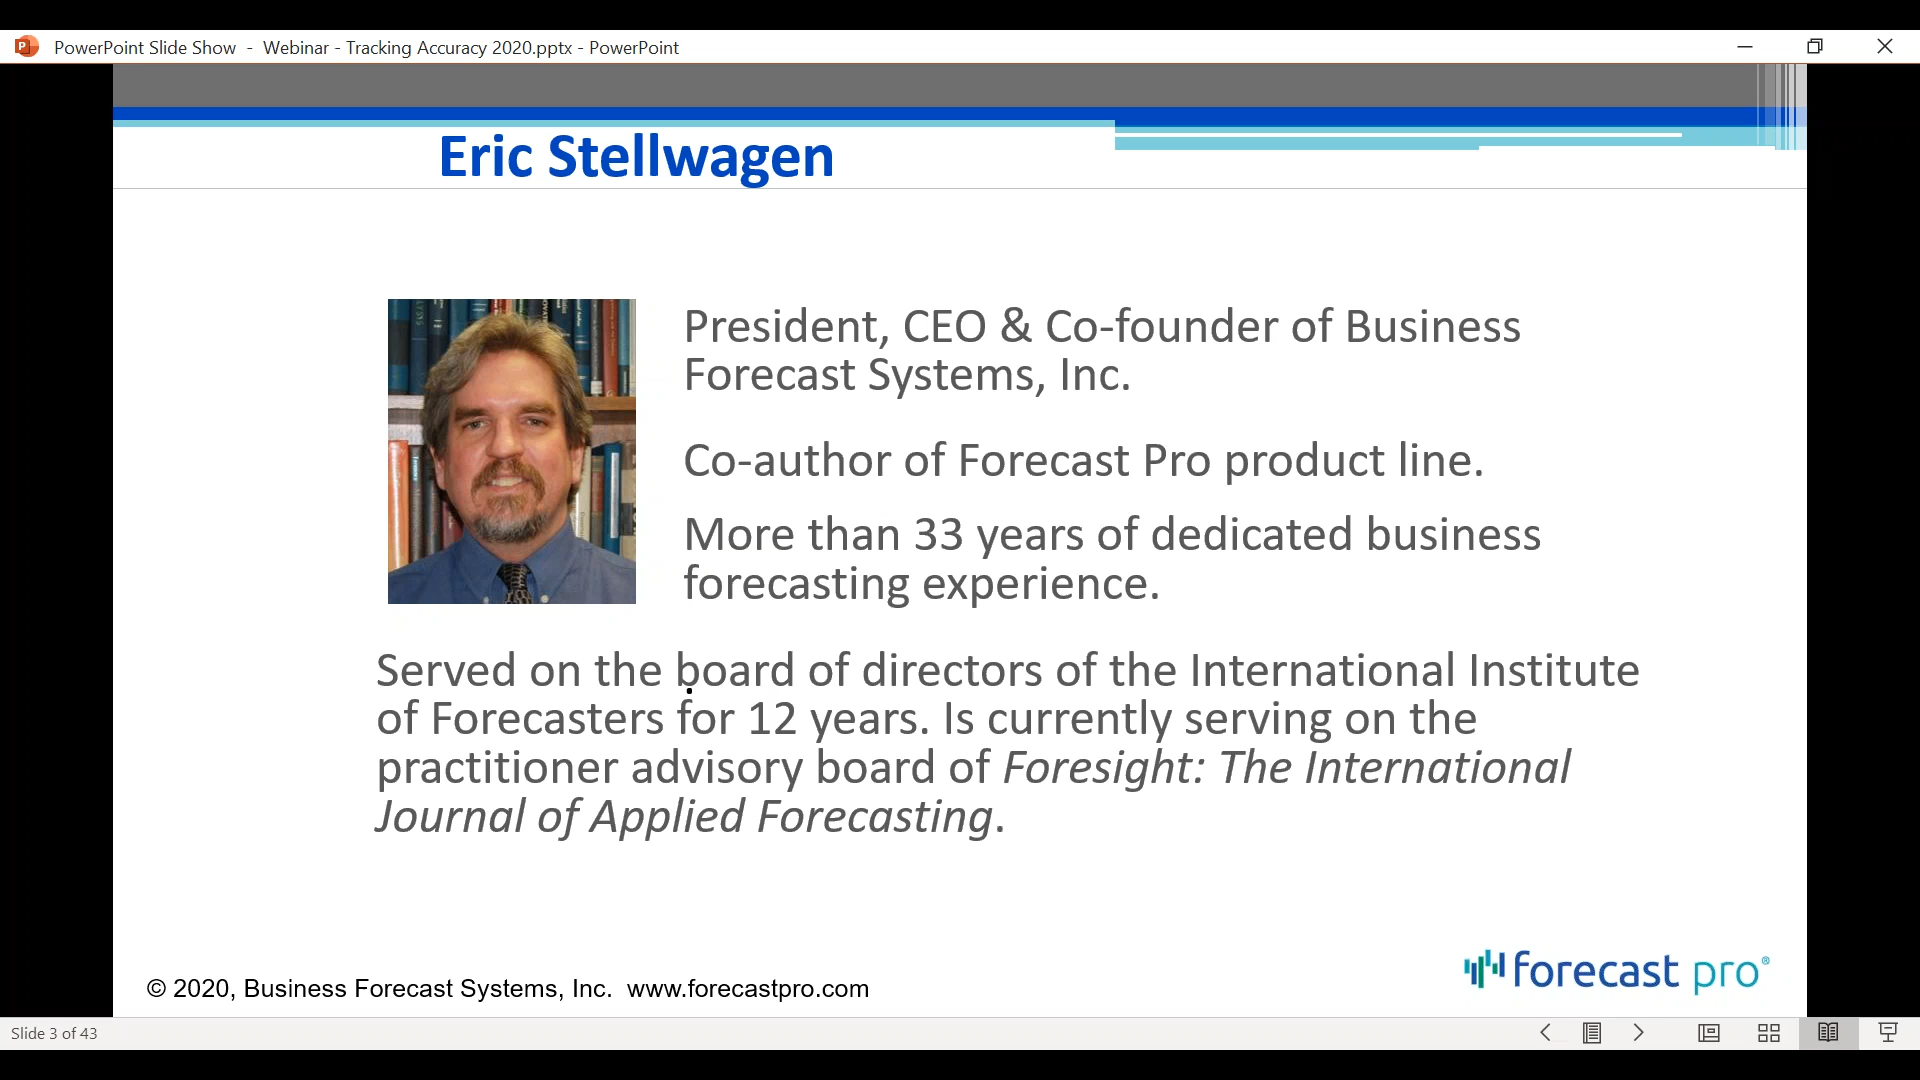 PowerPoint Slide Show - Webinar - Tracking Accuracy 2020.pptx - PowerPoint
Eric Stellwagen
President, CEO & Co-founder of Business
Forecast Systems, Inc.
Co-author of Forecast Pro product line.
More than 33 years of dedicated business
forecasting experience.
Served on the board of directors of the International Institute
of Forecasters for 12 years. Is currently serving on the
practitioner advisory board of Foresight: The International
Journal of Applied Forecasting.
© 2020, Business Forecast Systems, Inc. www.forecastpro.com
forecast pro®
Slide 3 of 43